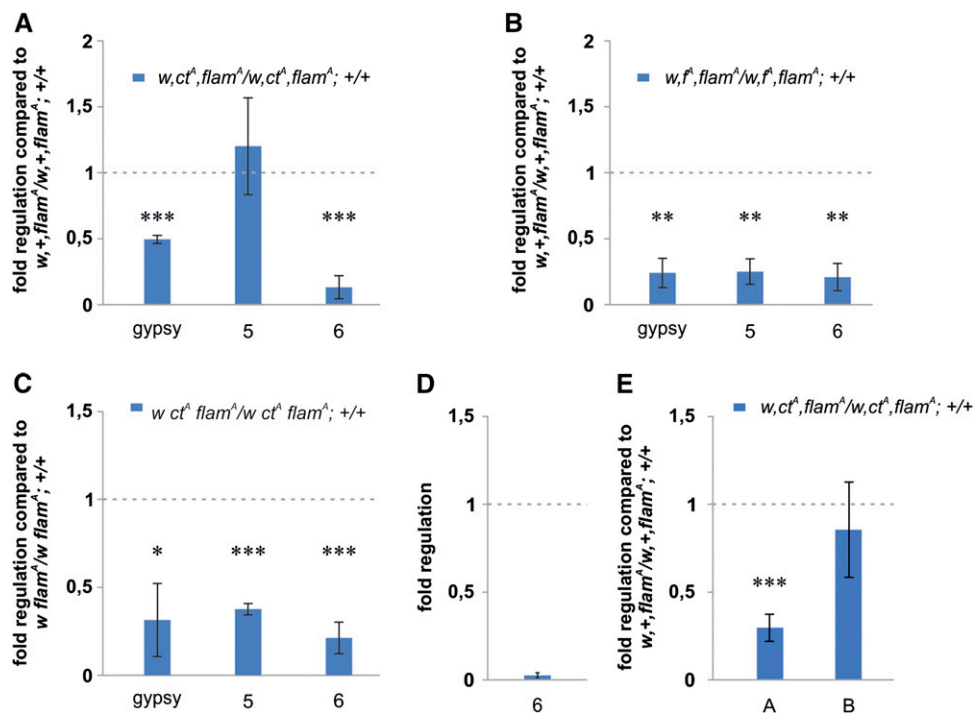 A
fold regulation compared to
w,+,flam^A/w,+,flam^A; +/+
2
1,5
1
0,5
0
w,ct^A,flam^A/w,ct^A,flam^A; +/+
***
***
gypsy
5
6
B
fold regulation compared to
w,+,flam^A/w,+,flam^A; +/+
2
1,5
1
0,5
0
w,f^A,flam^A/w,f^A,flam^A; +/+
**
**
**
gypsy
5
6
C
fold regulation compared to
w flam^A/w flam^A; +/+
1,5
1
0,5
0
w ct^A flam^A/w ct^A flam^A; +/+
*
***
***
gypsy
5
6
D
fold regulation
1,5
1
0,5
0
6
E
fold regulation compared to
w,+,flam^A/w,+,flam^A; +/+
1,5
1
0,5
0
w,ct^A,flam^A/w,ct^A,flam^A; +/+
***
A
B